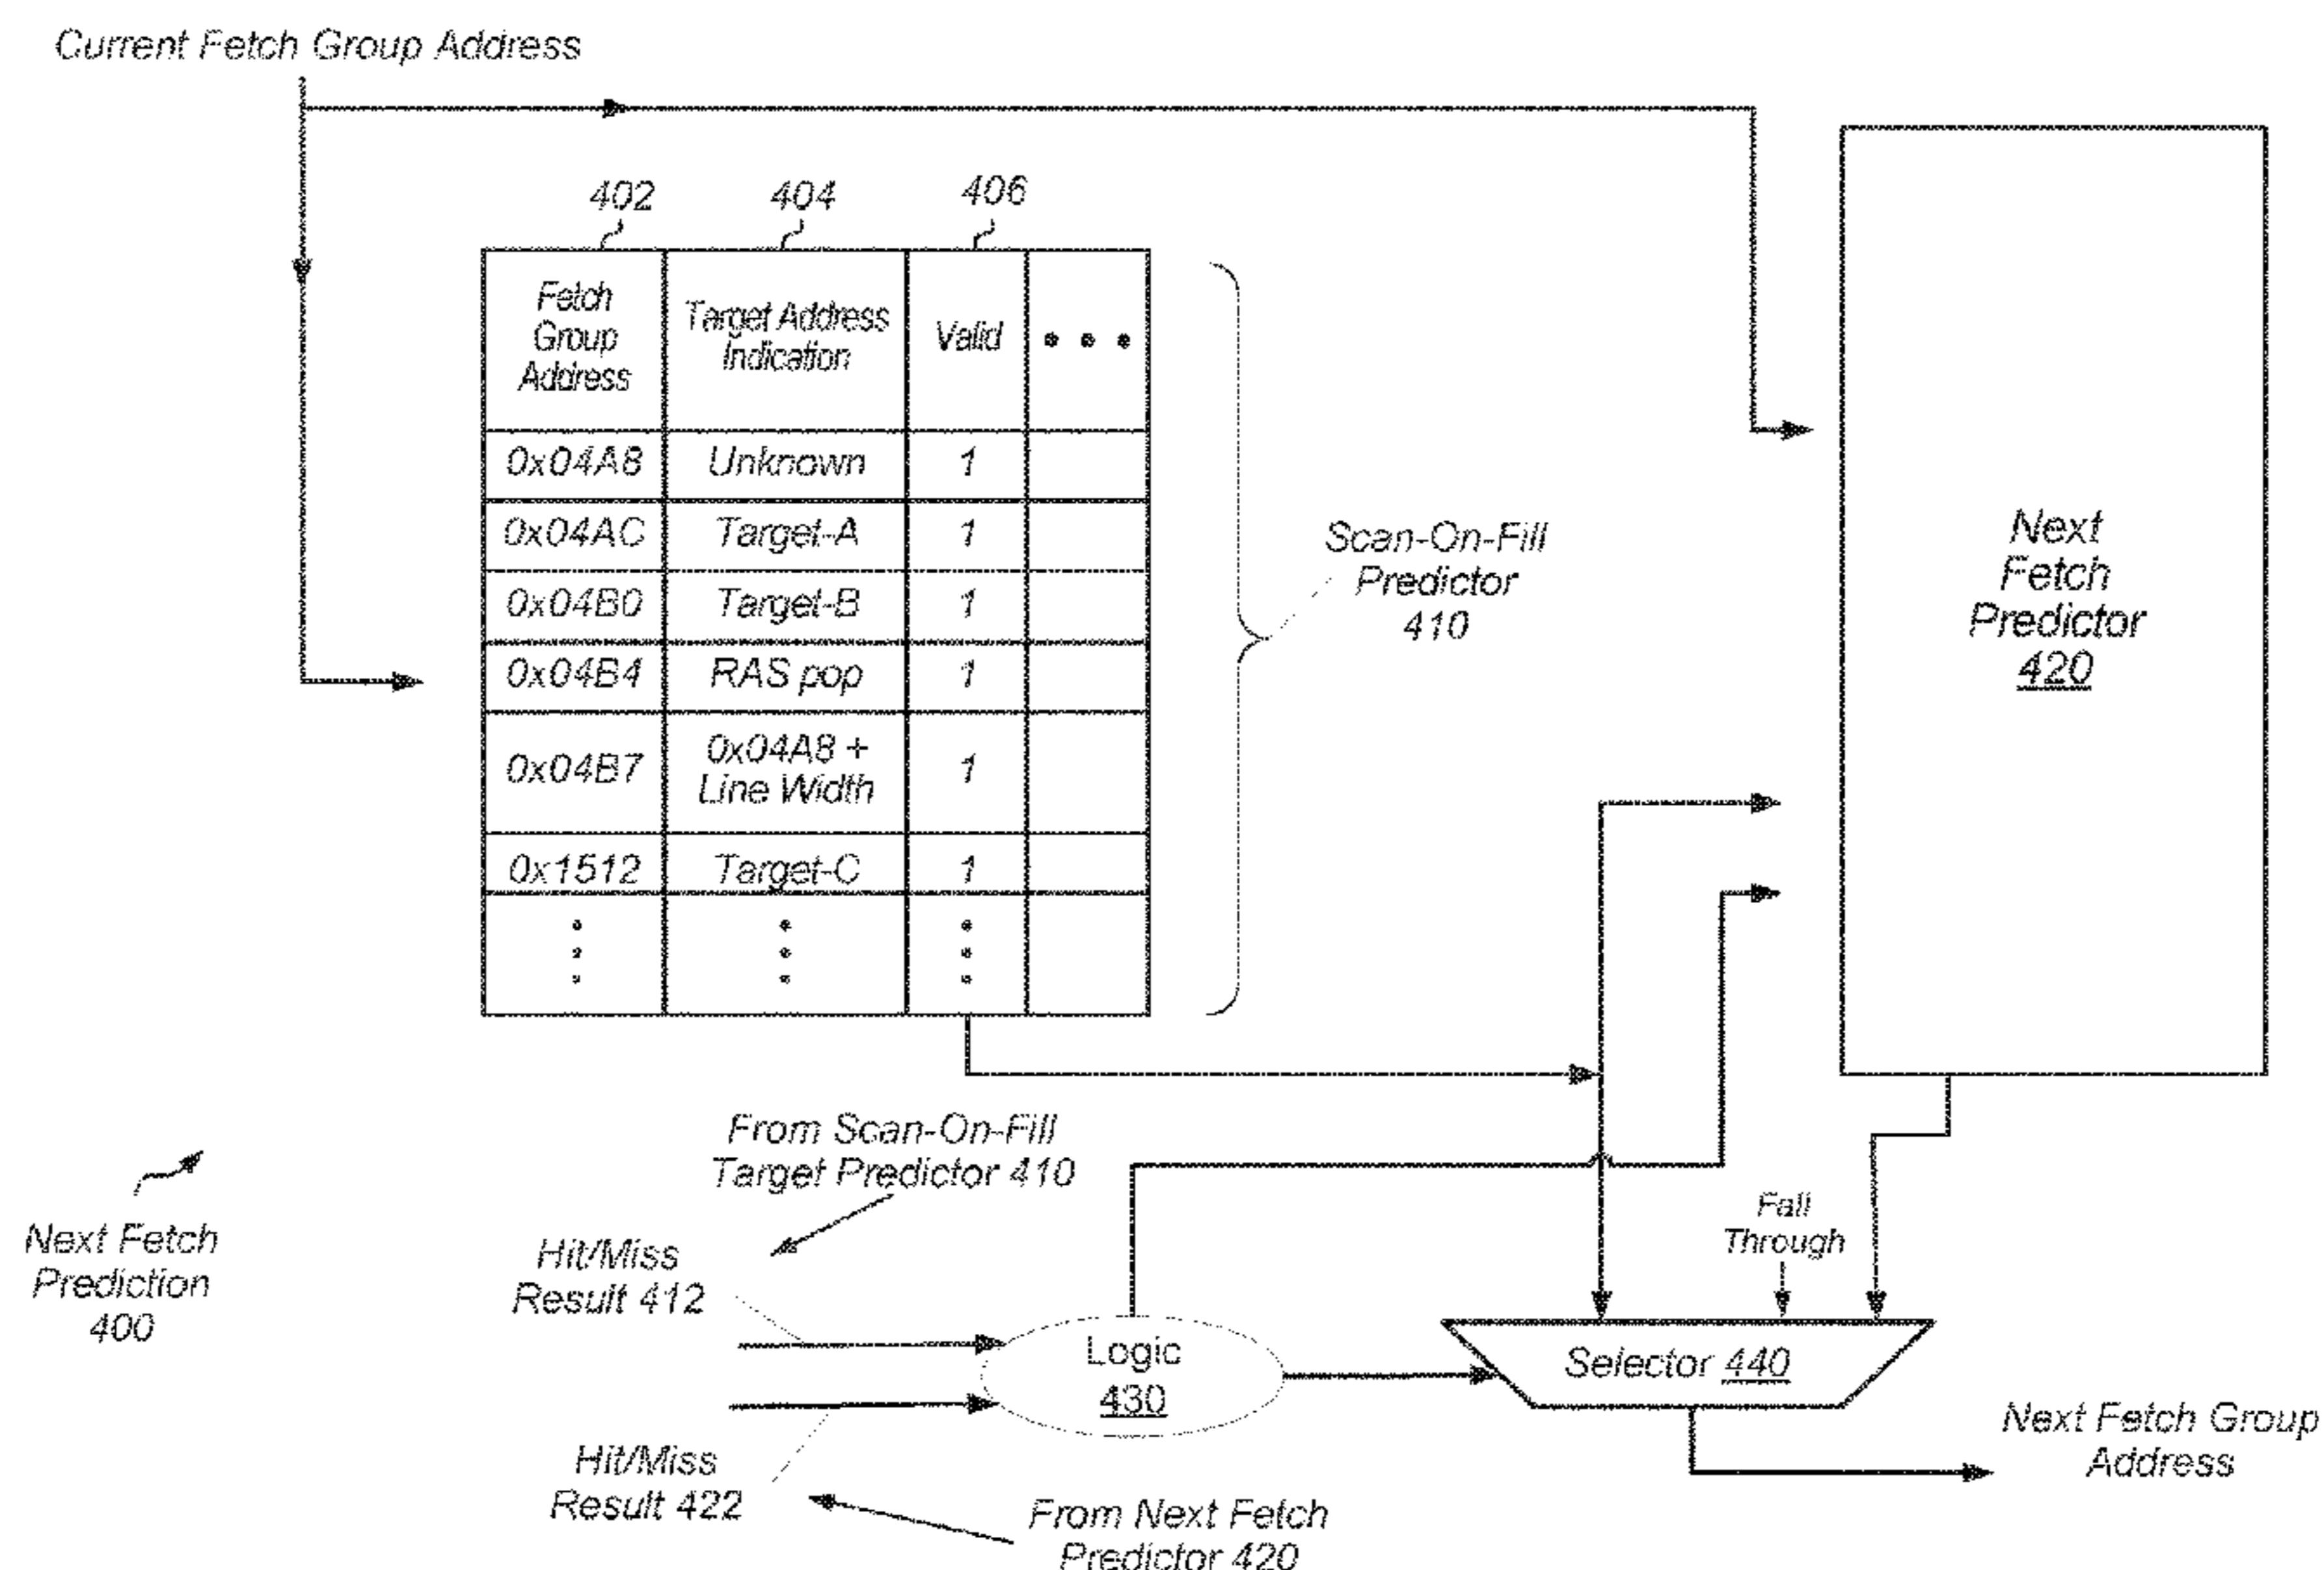 Current Fetch Group Address
402 404 406
Fetch
Group
Address
Target Address
Indication
Valid
0x04A8 Unknown 1
0x04AC Target-A 1
0x04B0 Target-B 1
0x04B4 RAS pop 1
0x04B7 0x04A8 +
Line Width 1
0x1512 Target-C 1
Scan-On-Fill
Predictor
410
Next
Fetch
Predictor
420
From Scan-On-Fill
Target Predictor 410
Next Fetch
Prediction
400
Hit/Miss
Result 412
Hit/Miss
Result 422
From Next Fetch
Predictor 420
Logic
430
Fall
Through
Selector 440
Next Fetch Group
Address